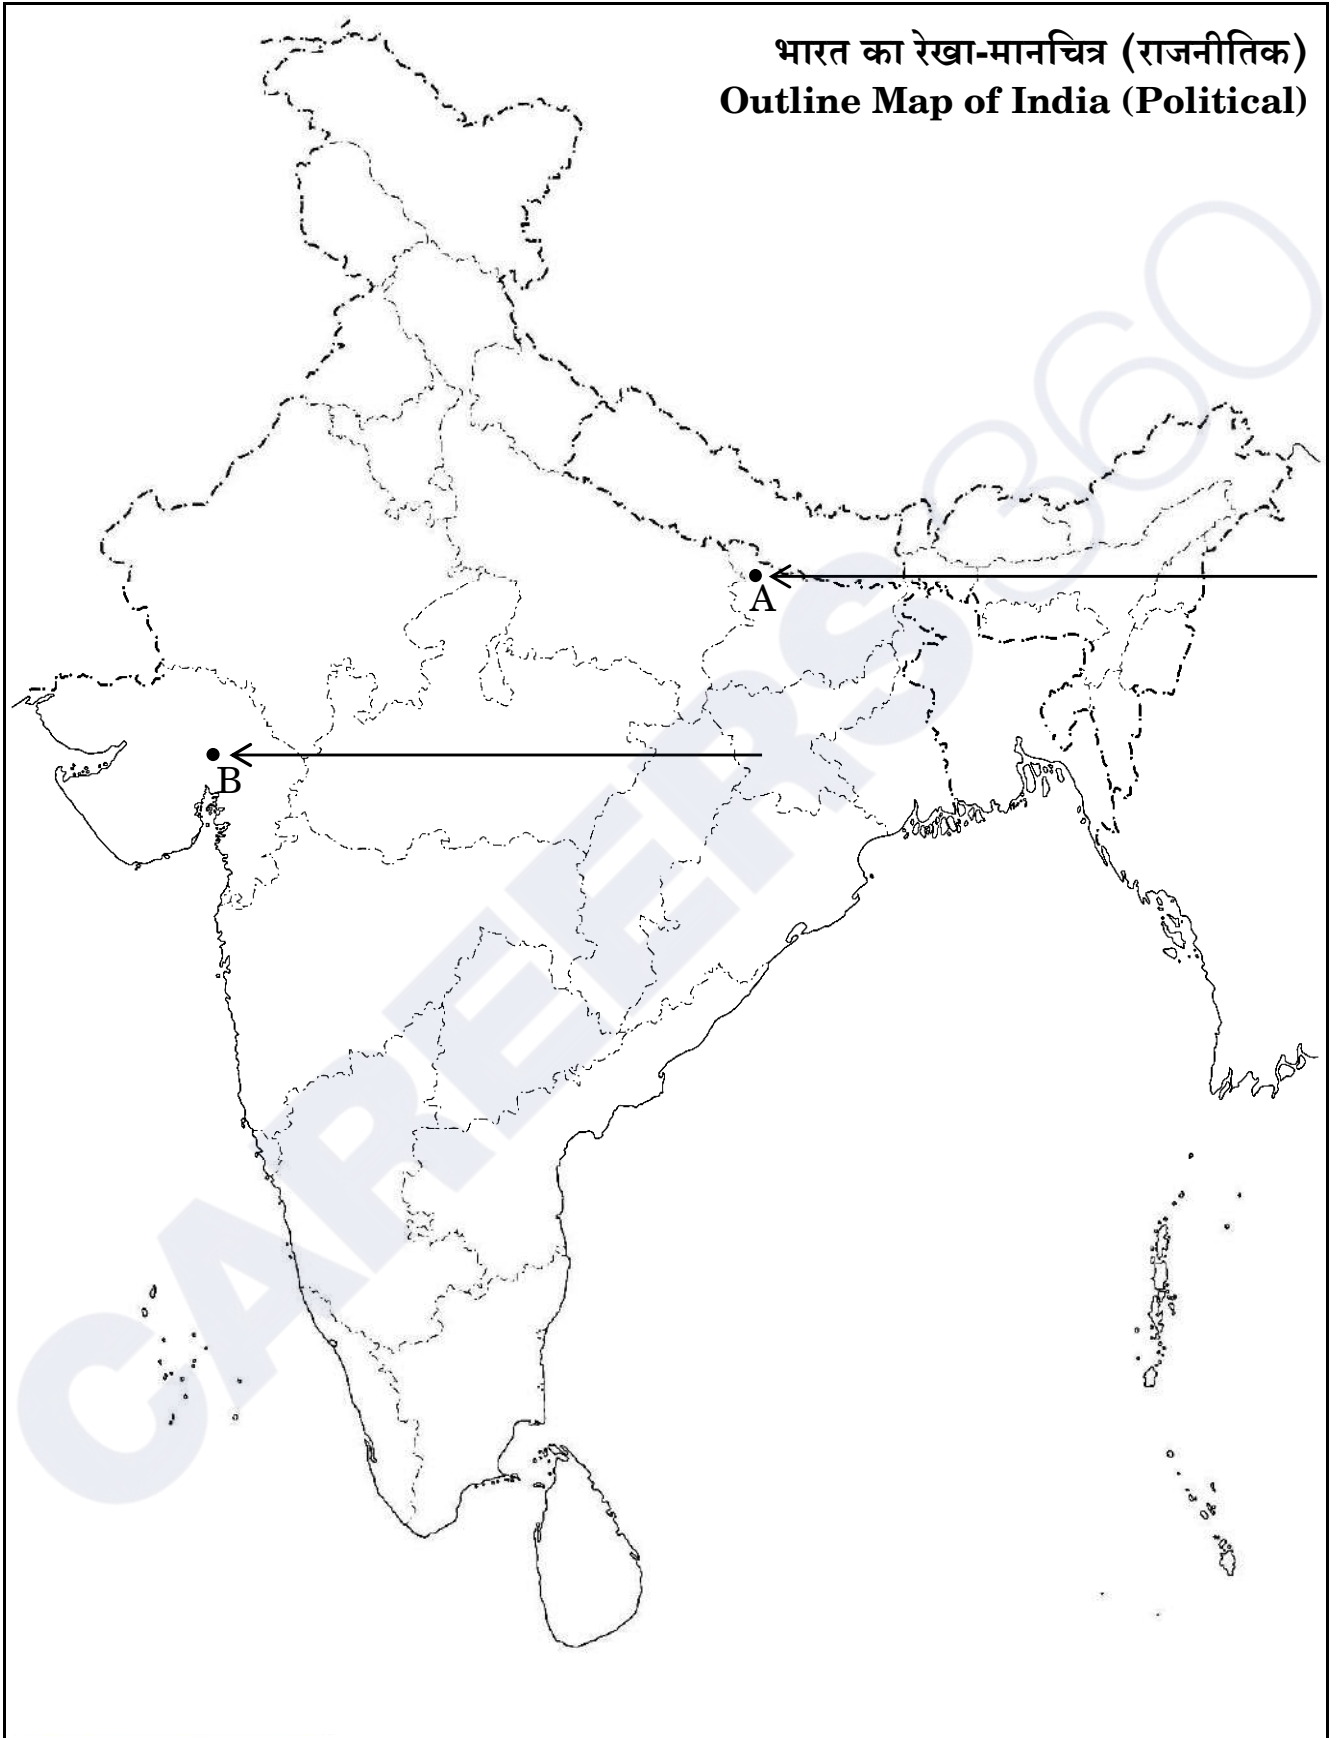 भारत का रेखा-मानचित्र (राजनीतिक)
Outline Map of India (Political)
A
B
CAREERS360